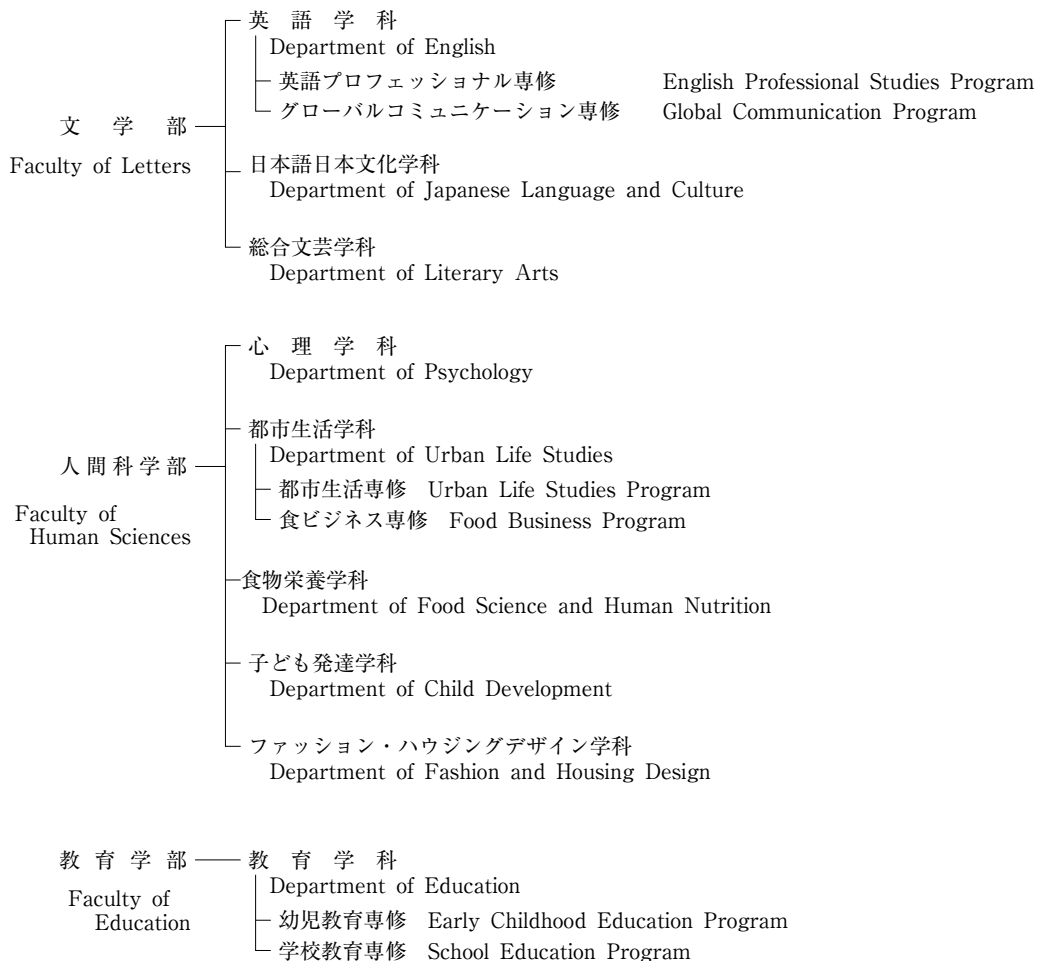 英語学科
Department of English
英語プロフェッショナル専修 English Professional Studies Program
グローバルコミュニケーション専修 Global Communication Program
文学部
Faculty of Letters
日本語日本文化学科
Department of Japanese Language and Culture
総合文芸学科
Department of Literary Arts
心理学科
Department of Psychology
都市生活学科
Department of Urban Life Studies
人間科学部
都市生活専修 Urban Life Studies Program
Faculty of
Human Sciences
食ビジネス専修 Food Business Program
食物栄養学科
Department of Food Science and Human Nutrition
子ども発達学科
Department of Child Development
ファッション・ハウジングデザイン学科
Department of Fashion and Housing Design
教育学部
Faculty of
Education
教育学科
Department of Education
幼児教育専修 Early Childhood Education Program
学校教育専修 School Education Program